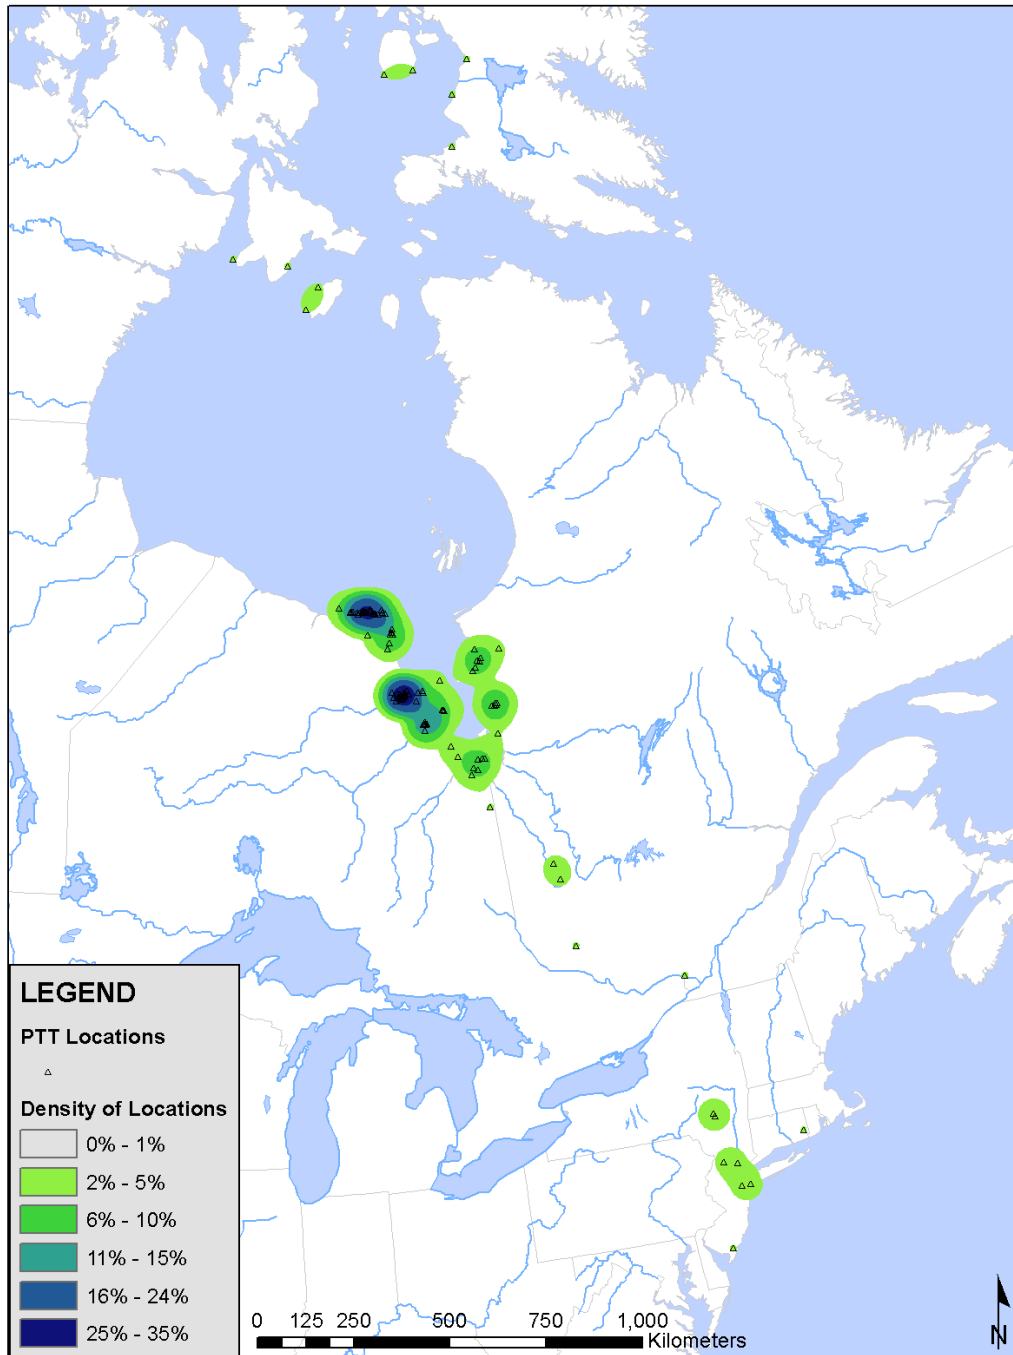 LEGEND
PTT Locations
Density of Locations
0% - 1%
2% - 5%
6% - 10%
11% - 15%
16% - 24%
25% - 35%
0 125 250 500 750 1,000
Kilometers
N